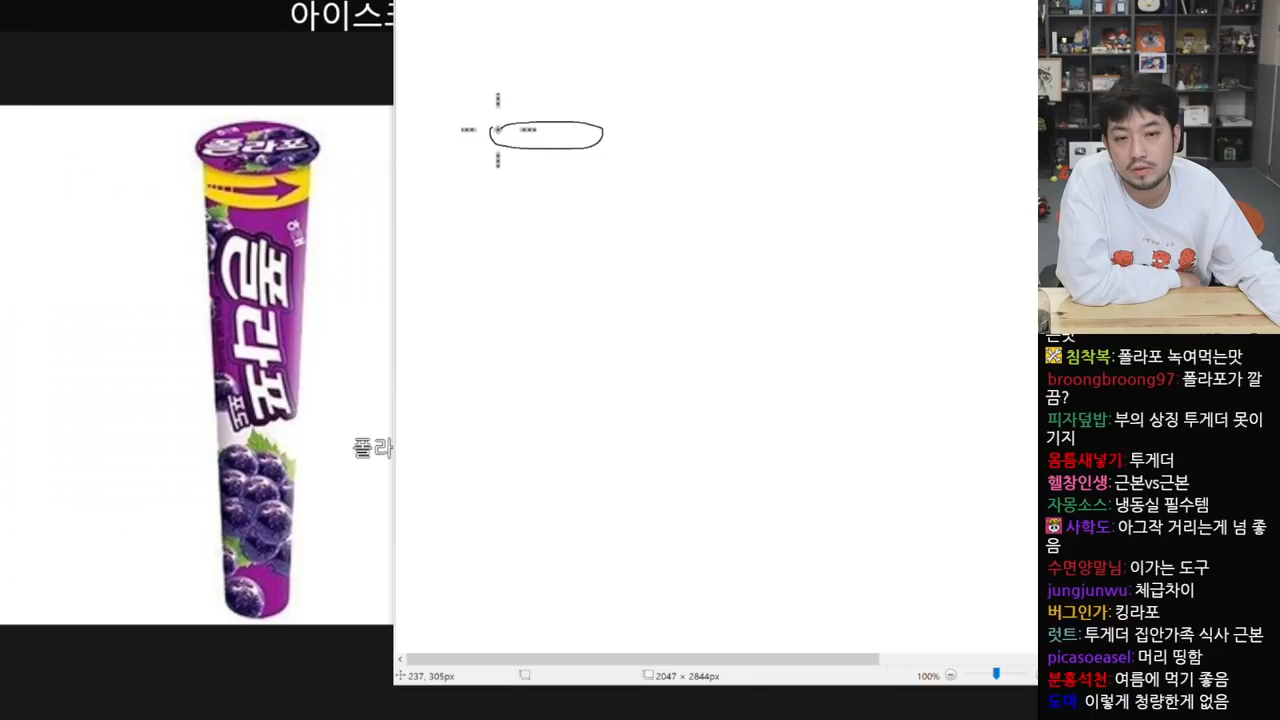 아이스크
폴라포
폴라포
포도
폴라
237, 305px
2047 × 2844px
100%
는맛
침착복: 폴라포 녹여먹는맛
broongbroong97: 폴라포가 깔
끔?
피자덮밥: 부의 상징 투게더 못이
기지
몸틈새넣기: 투게더
헬창인생: 근본vs근본
자몽소스: 냉동실 필수템
사학도: 아그작 거리는게 넘 좋
음
수면양말님: 이가는 도구
jungjunwu: 체급차이
버그인가: 킹라포
럿트: 투게더 집안가족 식사 근본
picasoeasel: 머리 띵함
분홍석천: 여름에 먹기 좋음
도며: 이렇게 청량한게 없음